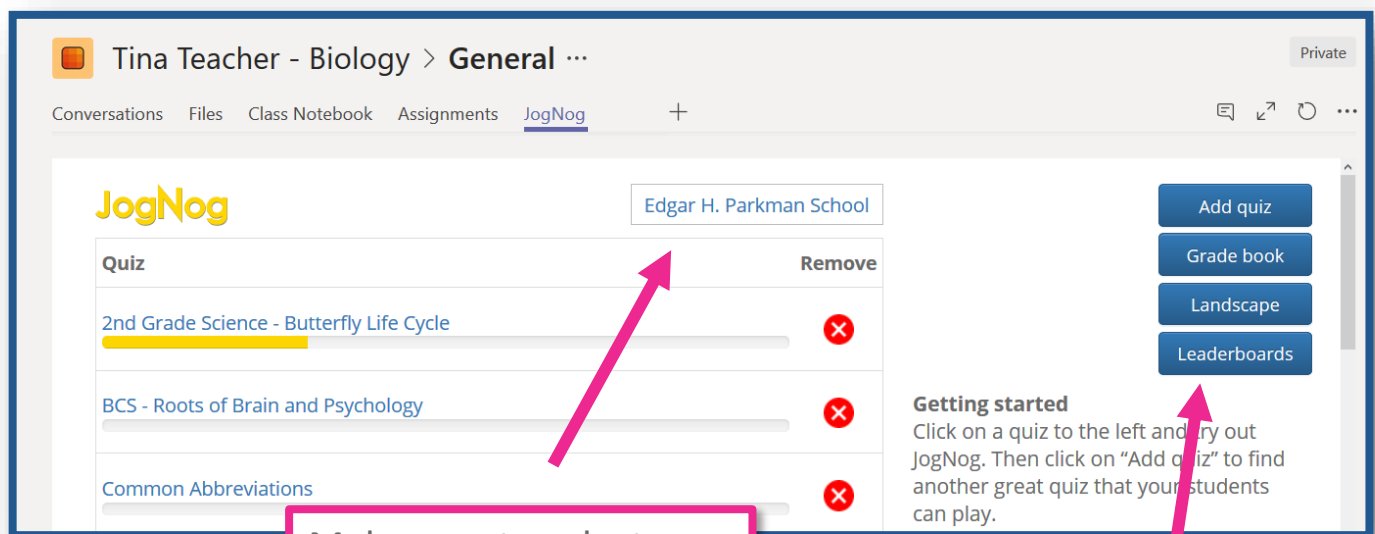 Tina Teacher - Biology > General ...
Private
Conversations Files Class Notebook Assignments JogNog +
JogNog
Edgar H. Parkman School
Add quiz
Quiz Remove
Grade book
2nd Grade Science - Butterfly Life Cycle
Landscape
Leaderboards
BCS - Roots of Brain and Psychology
Getting started
Click on a quiz to the left and try out
JogNog. Then click on “Add quiz” to find
another great quiz that your students
can play.
Common Abbreviations